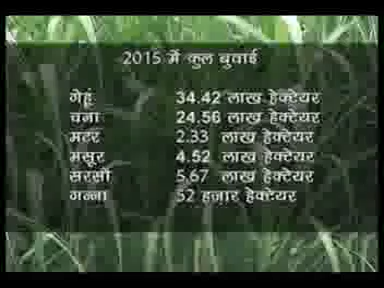 2015 में कुल बुवाई
गेहूं 34.42 लाख हेक्टेयर
चना 24.56 लाख हेक्टेयर
मटर 2.33 लाख हेक्टेयर
मसूर 4.52 लाख हेक्टेयर
सरसों 5.67 लाख हेक्टेयर
गन्ना 52 हजार हेक्टेयर